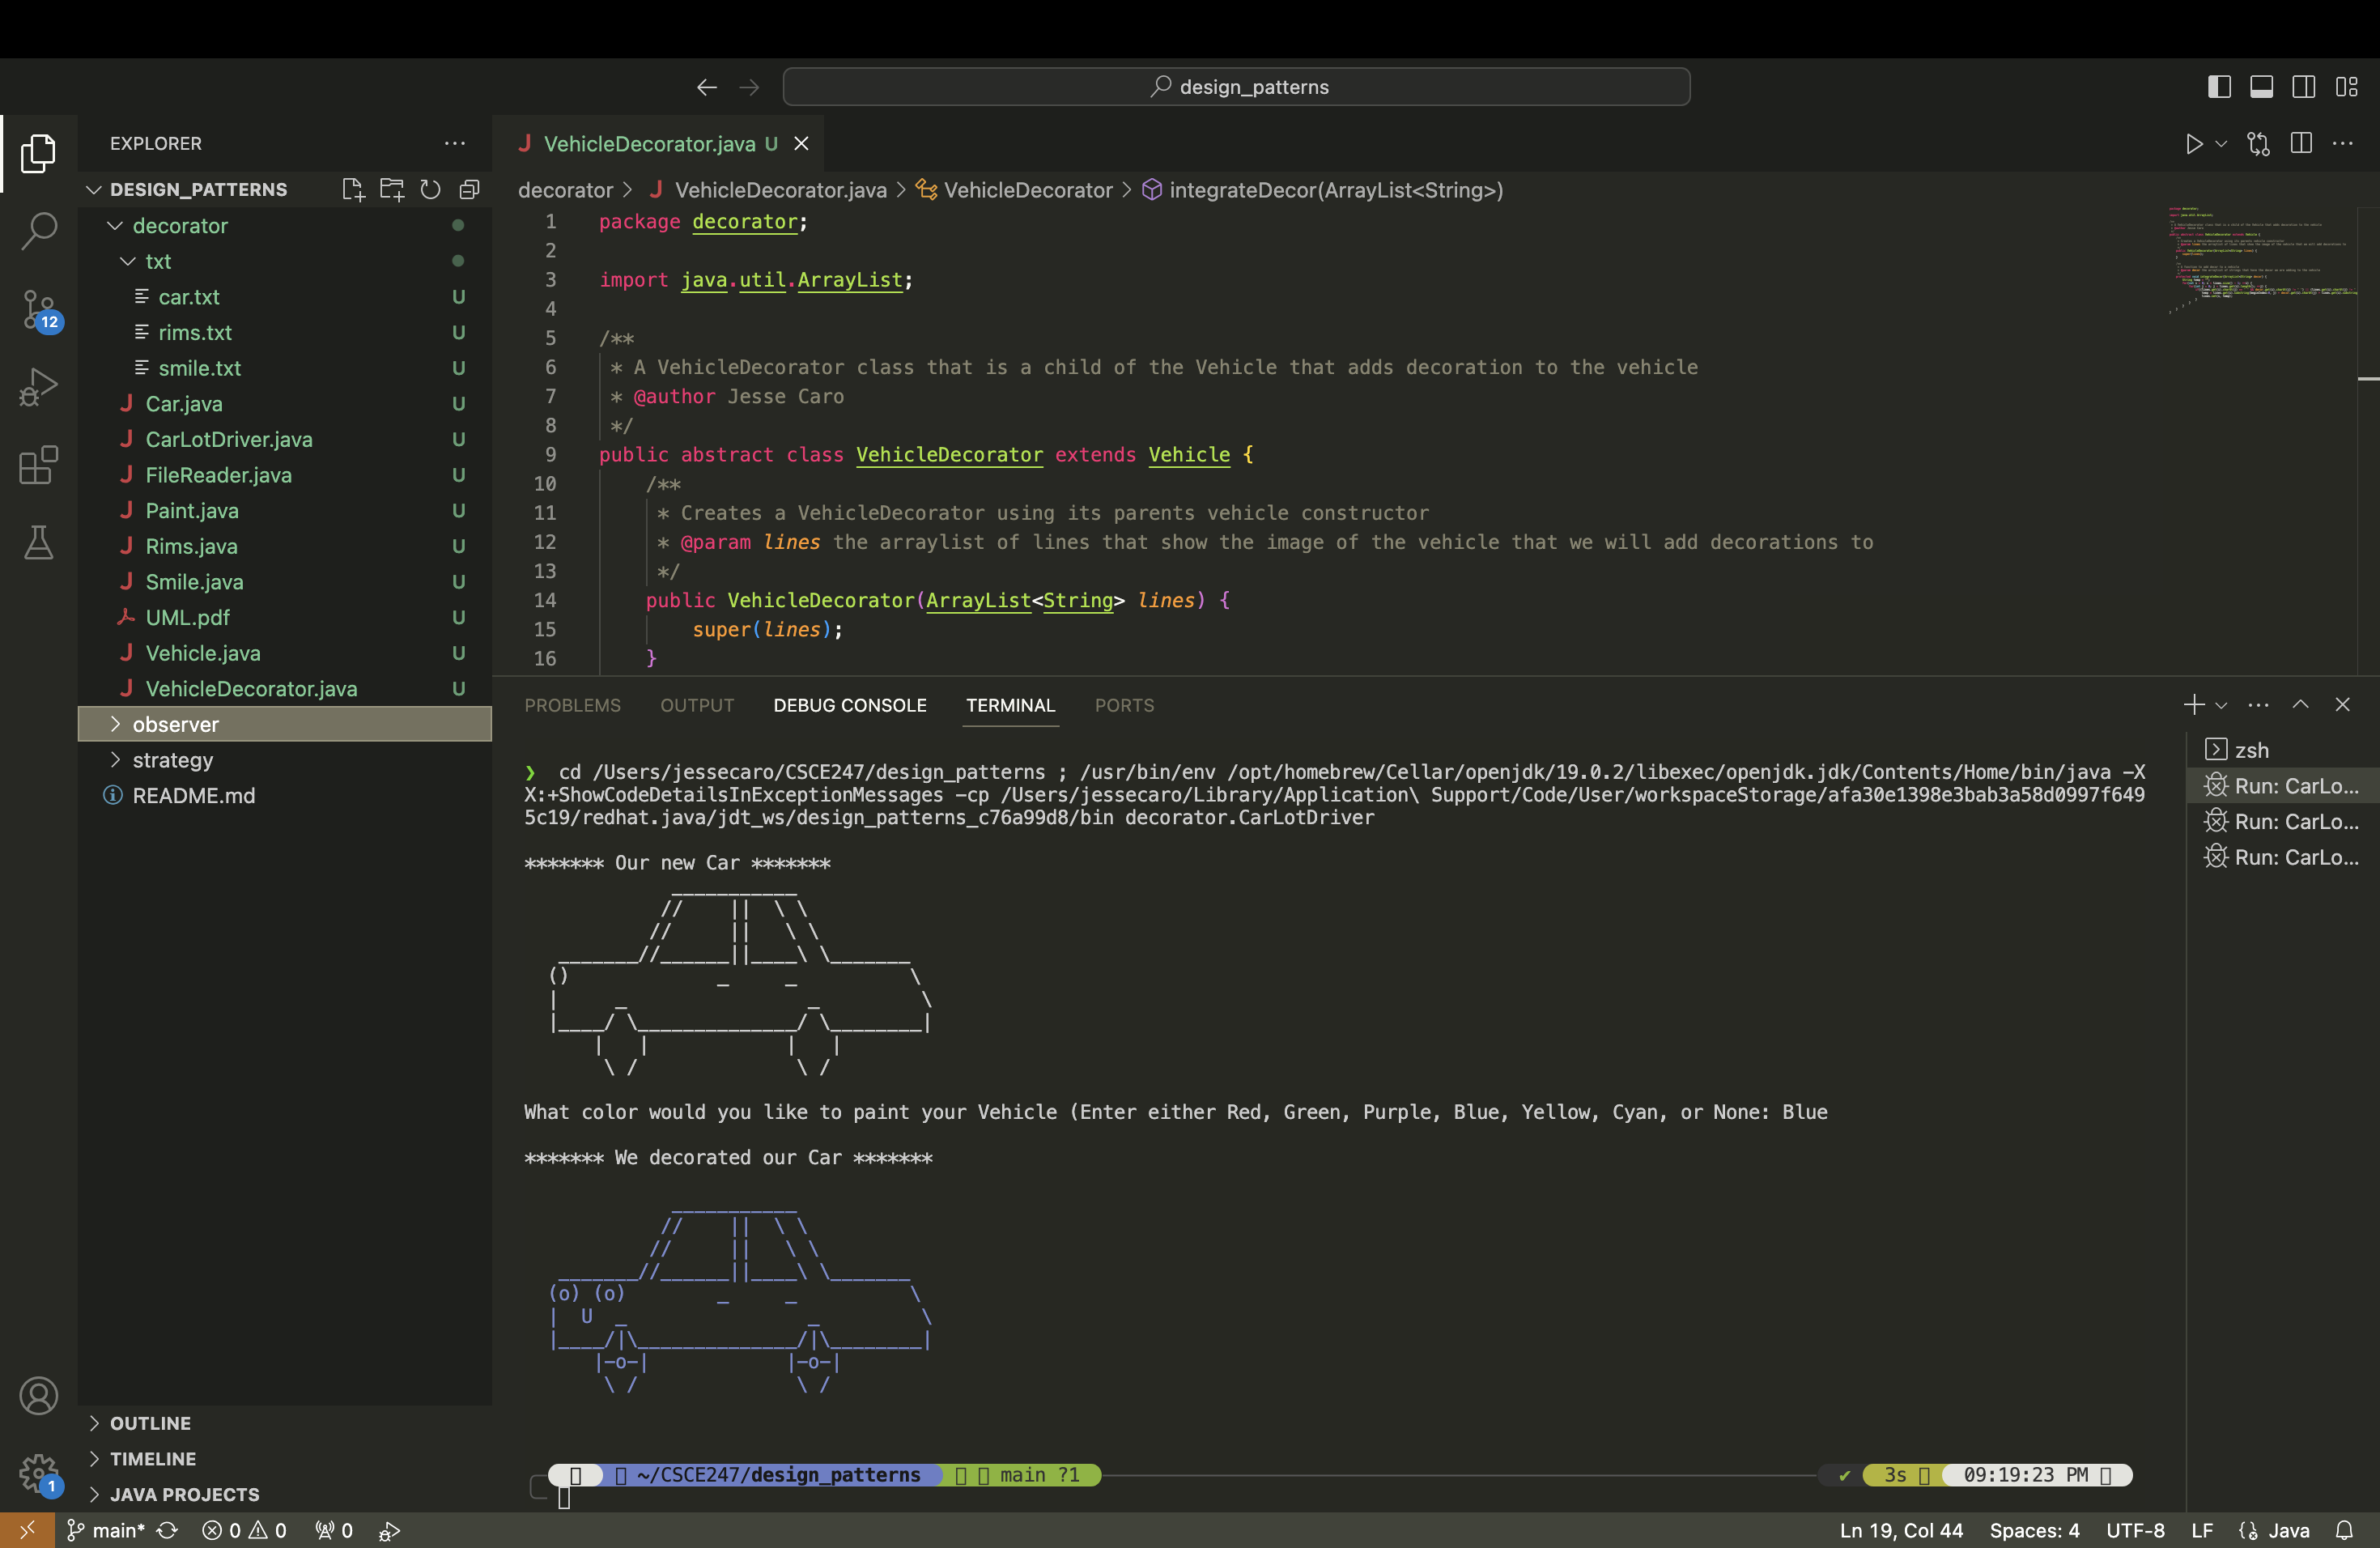 design_patterns
EXPLORER
DESIGN_PATTERNS
decorator
txt
car.txt U
rims.txt U
smile.txt U
Car.java U
CarLotDriver.java U
FileReader.java U
Paint.java U
Rims.java U
Smile.java U
UML.pdf U
Vehicle.java U
VehicleDecorator.java U
observer
strategy
README.md
OUTLINE
TIMELINE
JAVA PROJECTS
12
1
VehicleDecorator.java U
decorator > VehicleDecorator.java > VehicleDecorator > integrateDecor(ArrayList<String>)
1 package decorator;
2
3 import java.util.ArrayList;
4
5 /**
6  * A VehicleDecorator class that is a child of the Vehicle that adds decoration to the vehicle
7  * @author Jesse Caro
8  */
9 public abstract class VehicleDecorator extends Vehicle {
10     /**
11      * Creates a VehicleDecorator using its parents vehicle constructor
12      * @param lines the arraylist of lines that show the image of the vehicle that we will add decorations to
13      */
14     public VehicleDecorator(ArrayList<String> lines) {
15         super(lines);
16     }
PROBLEMS OUTPUT DEBUG CONSOLE TERMINAL PORTS
❯ cd /Users/jessecaro/CSCE247/design_patterns ; /usr/bin/env /opt/homebrew/Cellar/openjdk/19.0.2/libexec/openjdk.jdk/Contents/Home/bin/java -X
X:+ShowCodeDetailsInExceptionMessages -cp /Users/jessecaro/Library/Application\ Support/Code/User/workspaceStorage/afa30e1398e3bab3a58d0997f649
5c19/redhat.java/jdt_ws/design_patterns_c76a99d8/bin decorator.CarLotDriver
******* Our new Car *******
             ___________
            //    ||  \ \
           //     ||   \ \
   _______//______||____\ \_______
  ()             _     _          \
  |     _                _         \
  |____/ \______________/ \________|
      |   |            |   |
       \ /              \ /
What color would you like to paint your Vehicle (Enter either Red, Green, Purple, Blue, Yellow, Cyan, or None: Blue
******* We decorated our Car *******
             ___________
            //    ||  \ \
           //     ||   \ \
   _______//______||____\ \_______
  (o) (o)        _     _          \
  |  U  _                _         \
  |____/|\______________/|\________|
      |-o-|            |-o-|
       \ /              \ /
~/CSCE247/design_patterns main ?1 ✔ 3s 09:19:23 PM
zsh
Run: CarLo...
Run: CarLo...
Run: CarLo...
main* 0 0 0 Ln 19, Col 44 Spaces: 4 UTF-8 LF Java